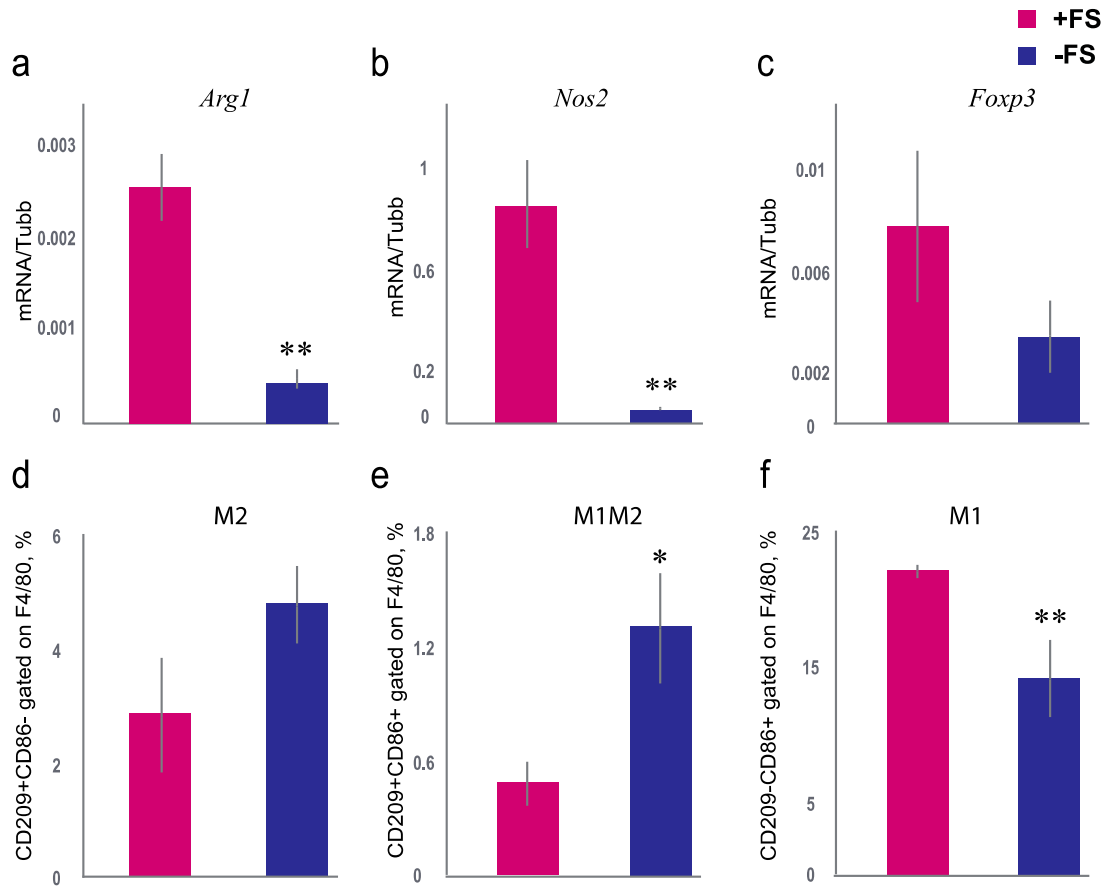 +FS
-FS
a
Arg1
mRNA/Tubb
0.003
0.002
0.001
0
**
b
Nos2
mRNA/Tubb
1
0.6
0.2
0
**
c
Foxp3
mRNA/Tubb
0.01
0.006
0.002
0
d
M2
CD209+CD86- gated on F4/80, %
6
4
2
0
e
M1M2
CD209+CD86+ gated on F4/80, %
1.8
1.2
0.6
0
*
f
M1
CD209-CD86+ gated on F4/80, %
25
15
5
0
**